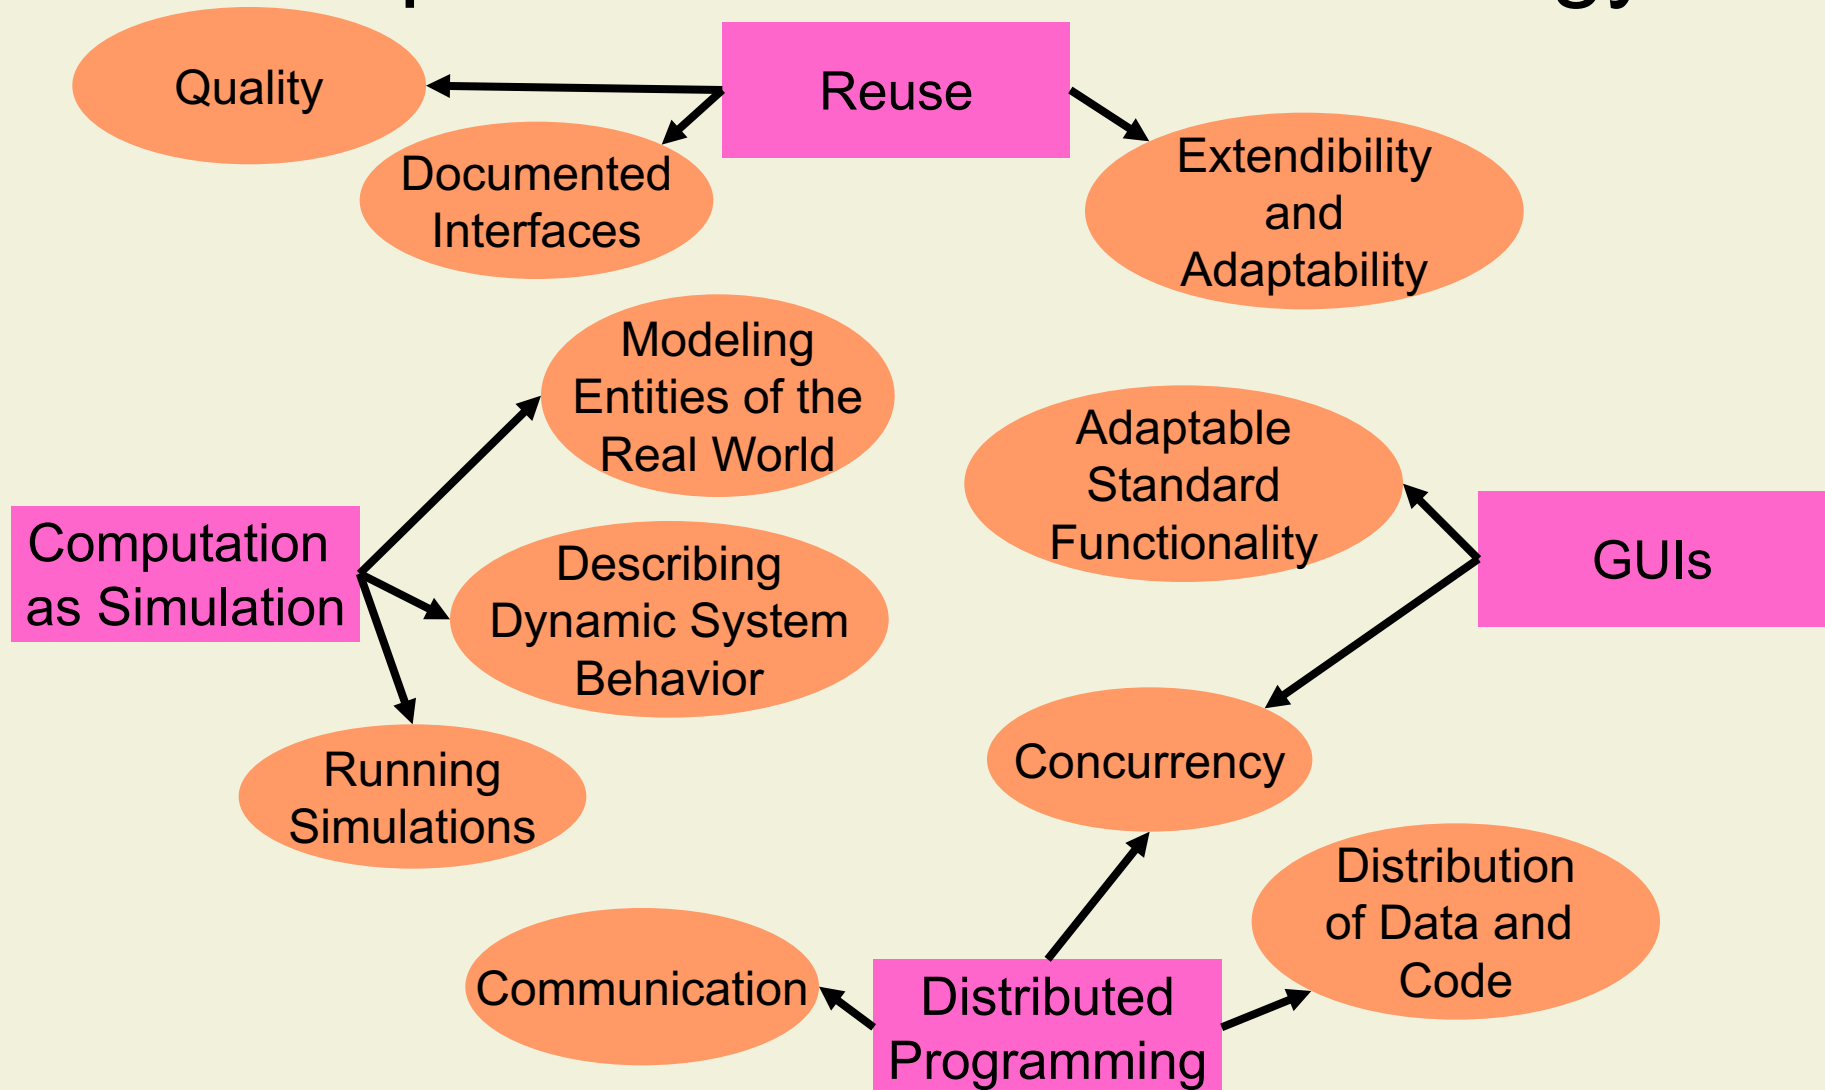 Quality
Reuse
Documented
Interfaces
Extendibility
and
Adaptability
Modeling
Entities of the
Real World
Adaptable
Standard
Functionality
Computation
as Simulation
Describing
Dynamic System
Behavior
GUIs
Running
Simulations
Concurrency
Distribution
of Data and
Code
Communication
Distributed
Programming